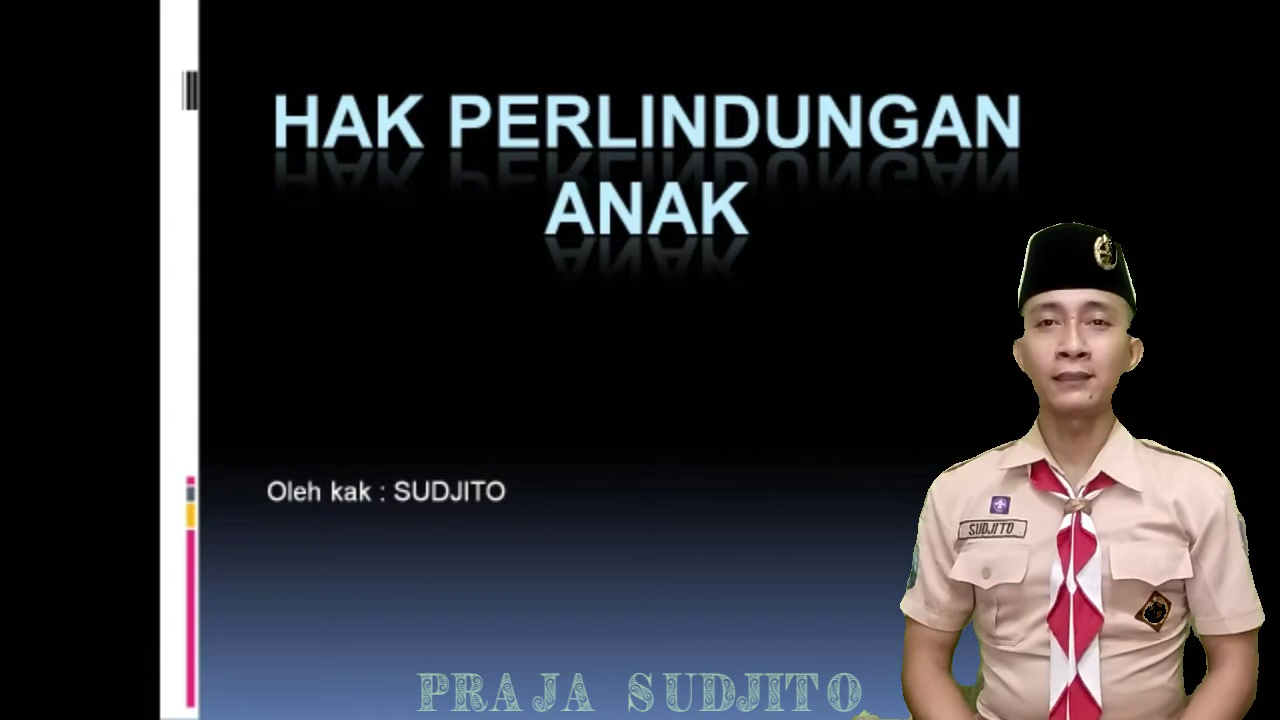 HAK PERLINDUNGAN
ANAK
Oleh kak : SUDJITO
SUDJITO
PRAJA SUDJITO